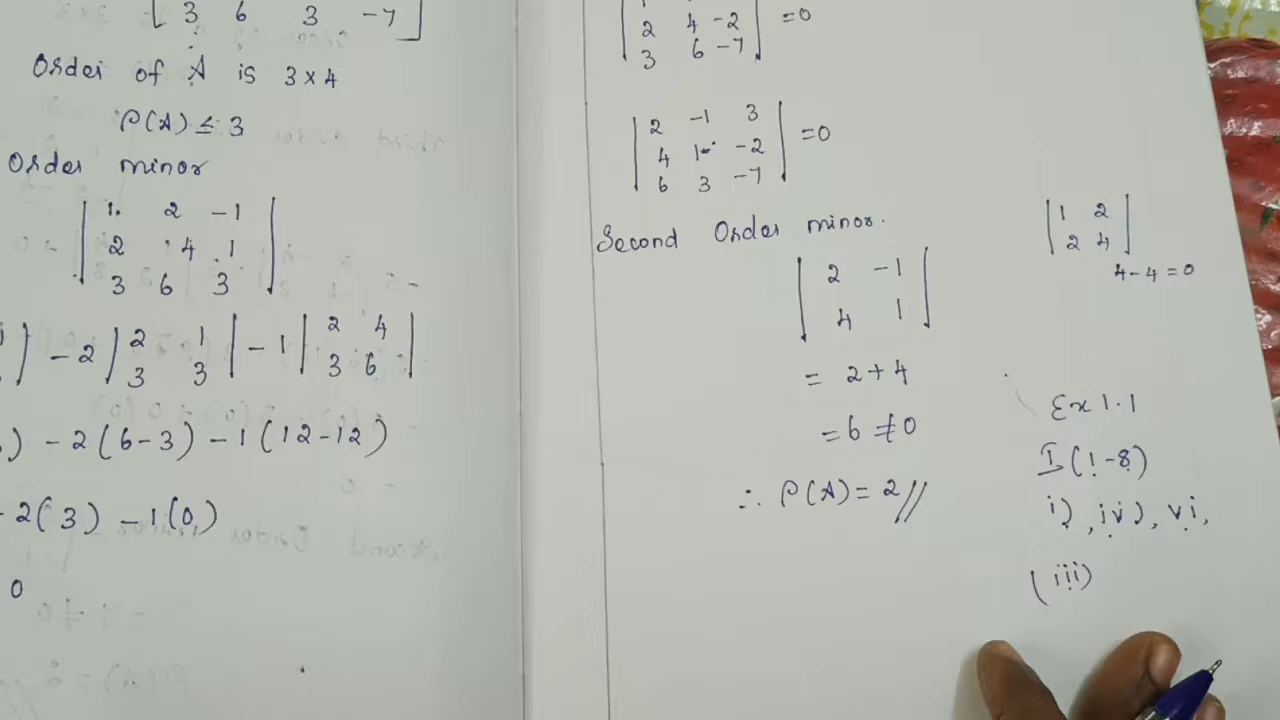 [ 3 6 3 -7 ]
Order of A is 3 × 4
ρ(A) ≤ 3
Order minor
| 1 2 -1 |
| 2 4 1 |
| 3 6 3 |
| - 2 | 2 1 | - 1 | 2 4 |
| 3 3 | | 3 6 |
) - 2 ( 6 - 3 ) - 1 ( 12 - 12 )
- 2 ( 3 ) - 1 ( 0 )
0
| 2 4 -2 | = 0
| 3 6 -7 |
| 2 -1 3 |
| 4 1 -2 | = 0
| 6 3 -7 |
Second Order minor.
| 2 -1 |
| 4 1 |
= 2 + 4
= 6 ≠ 0
∴ ρ(A) = 2 //
| 1 2 |
| 2 4 |
4 - 4 = 0
Ex 1.1
I ( 1 - 8 )
i) , iv) , vi,
( iii)